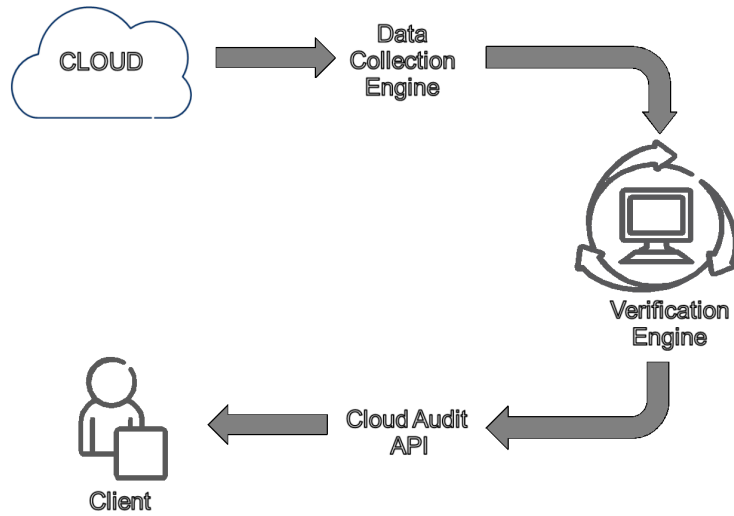 CLOUD
Data
Collection
Engine
Verification
Engine
Cloud Audit
API
Client